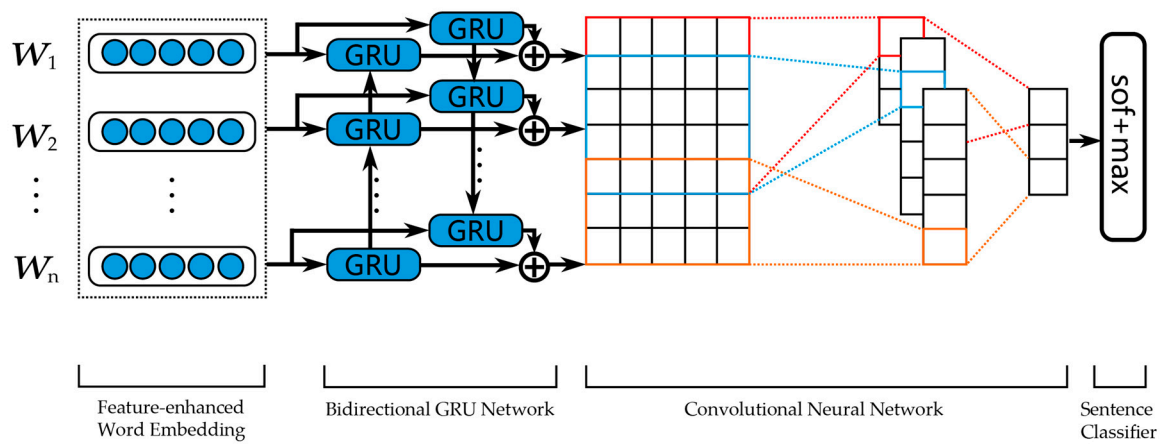 W1
GRU
GRU
W2
GRU
GRU
Wn
GRU
GRU
sof+max
Feature-enhanced
Word Embedding
Bidirectional GRU Network
Convolutional Neural Network
Sentence
Classifier